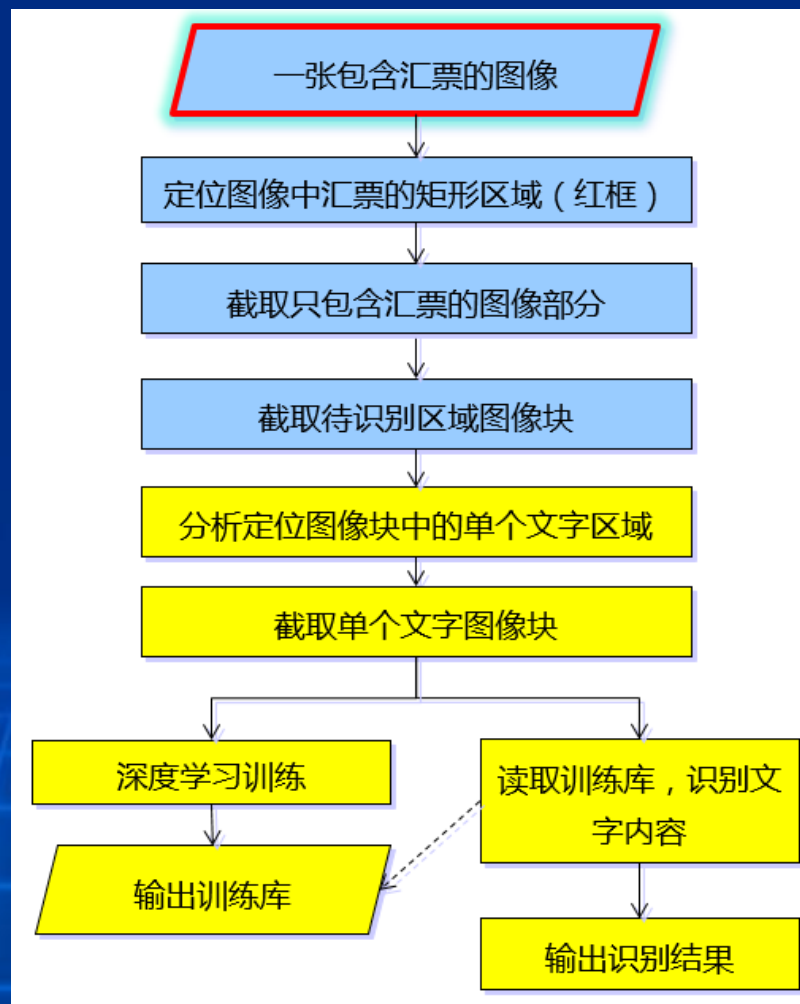 一张包含汇票的图像
定位图像中汇票的矩形区域（红框）
截取只包含汇票的图像部分
截取待识别区域图像块
分析定位图像块中的单个文字区域
截取单个文字图像块
深度学习训练
输出训练库
读取训练库，识别文
字内容
输出识别结果